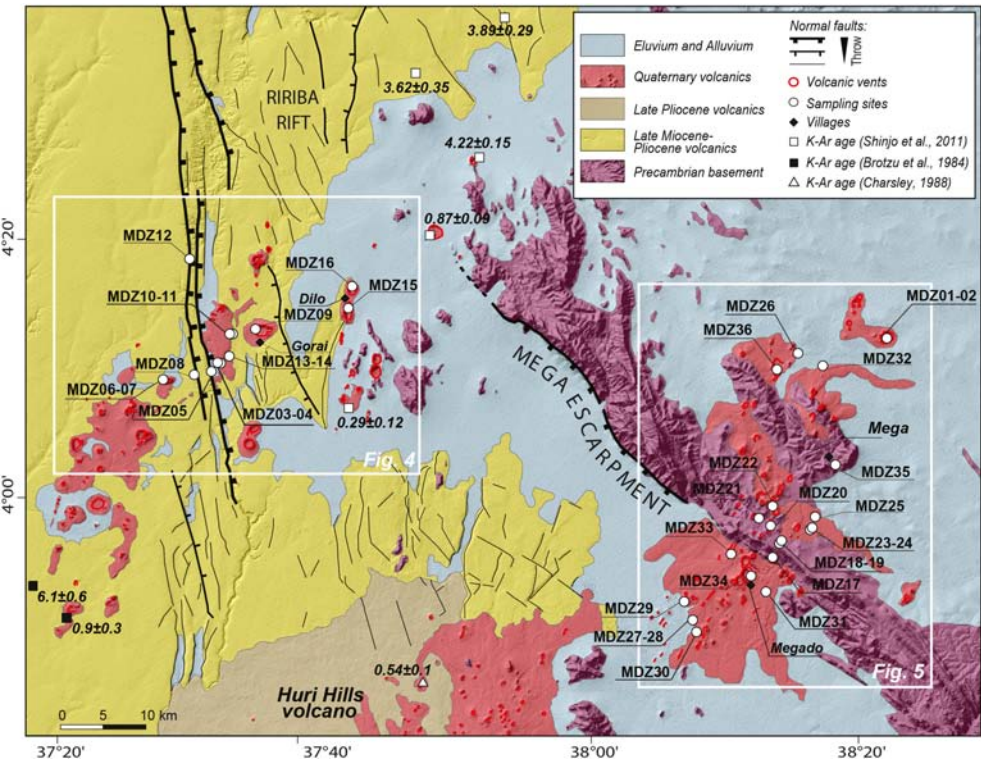 3.89±0.29
3.62±0.35
RIRIBA
RIFT
4.22±0.15
0.87±0.09
Eluvium and Alluvium
Quaternary volcanics
Late Pliocene volcanics
Late Miocene-
Pliocene volcanics
Precambrian basement
Normal faults:
Throw
Volcanic vents
Sampling sites
Villages
K-Ar age (Shinjo et al., 2011)
K-Ar age (Brotzu et al., 1984)
K-Ar age (Charsley, 1988)
4°20'
4°00'
MDZ12
MDZ16
MDZ10-11
Dilo
MDZ15
MDZ09
Gorai
MDZ08
MDZ13-14
MDZ06-07
MDZ05
MDZ03-04
0.29±0.12
Fig. 4
MEGA ESCARPMENT
MDZ26
MDZ01-02
MDZ36
MDZ32
Mega
MDZ22
MDZ35
MDZ21
MDZ20
MDZ25
MDZ33
MDZ23-24
MDZ18-19
MDZ34
MDZ17
MDZ29
MDZ31
MDZ27-28
Megado
MDZ30
Fig. 5
6.1±0.6
0.9±0.3
0.54±0.1
Huri Hills
volcano
0 5 10 km
37°20' 37°40' 38°00' 38°20'